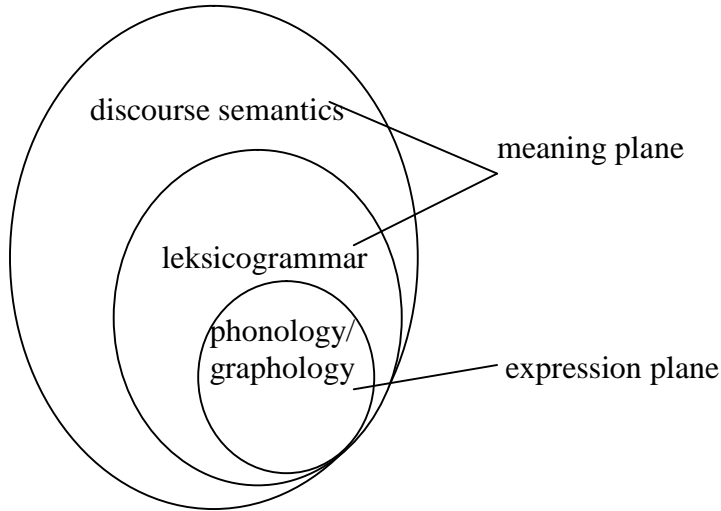 discourse semantics
meaning plane
leksicogrammar
phonology/
graphology
expression plane